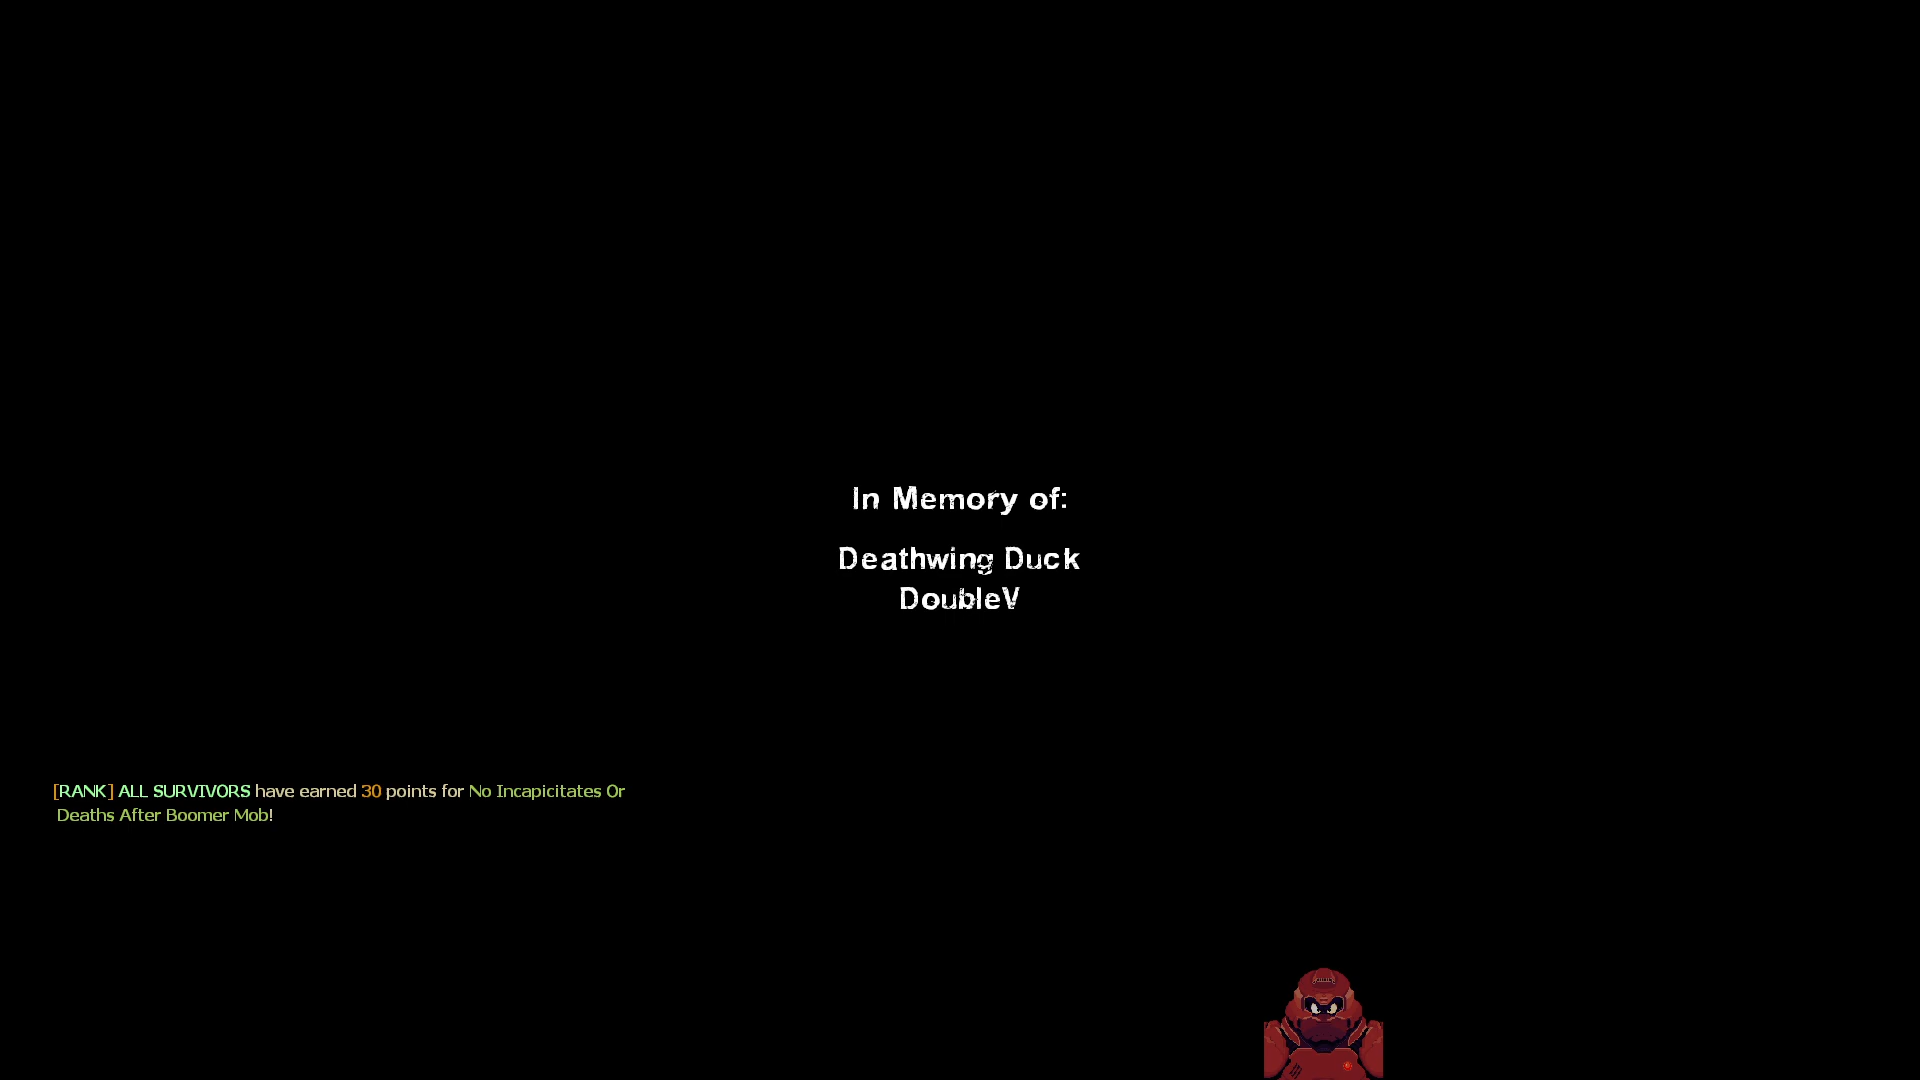 In Memory of:
Deathwing Duck
DoubleV
[RANK] ALL SURVIVORS have earned 30 points for No Incapicitates Or
Deaths After Boomer Mob!